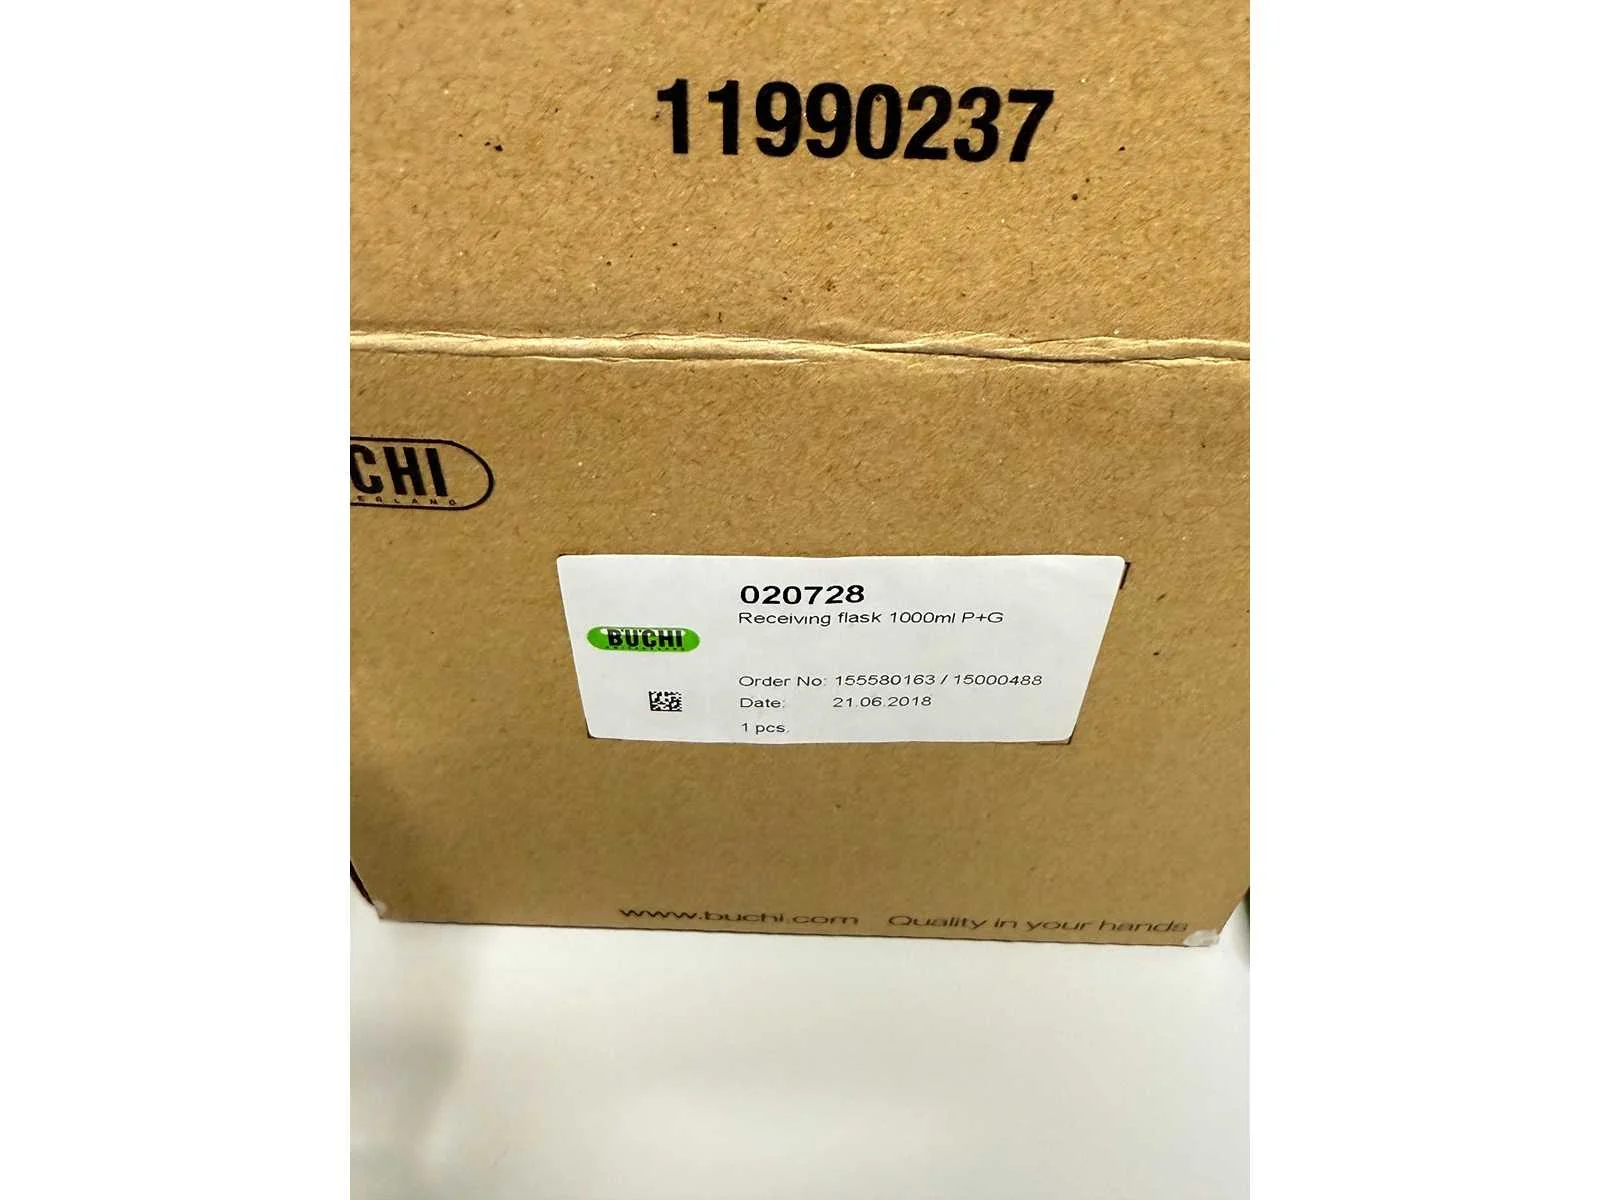 11990237
CHI
ERLAND
020728
Receiving flask 1000ml P+G
BUCHI
Order No: 155580163 / 15000488
Date: 21.06.2018
1 pcs.
www.buchi.com Quality in your hands